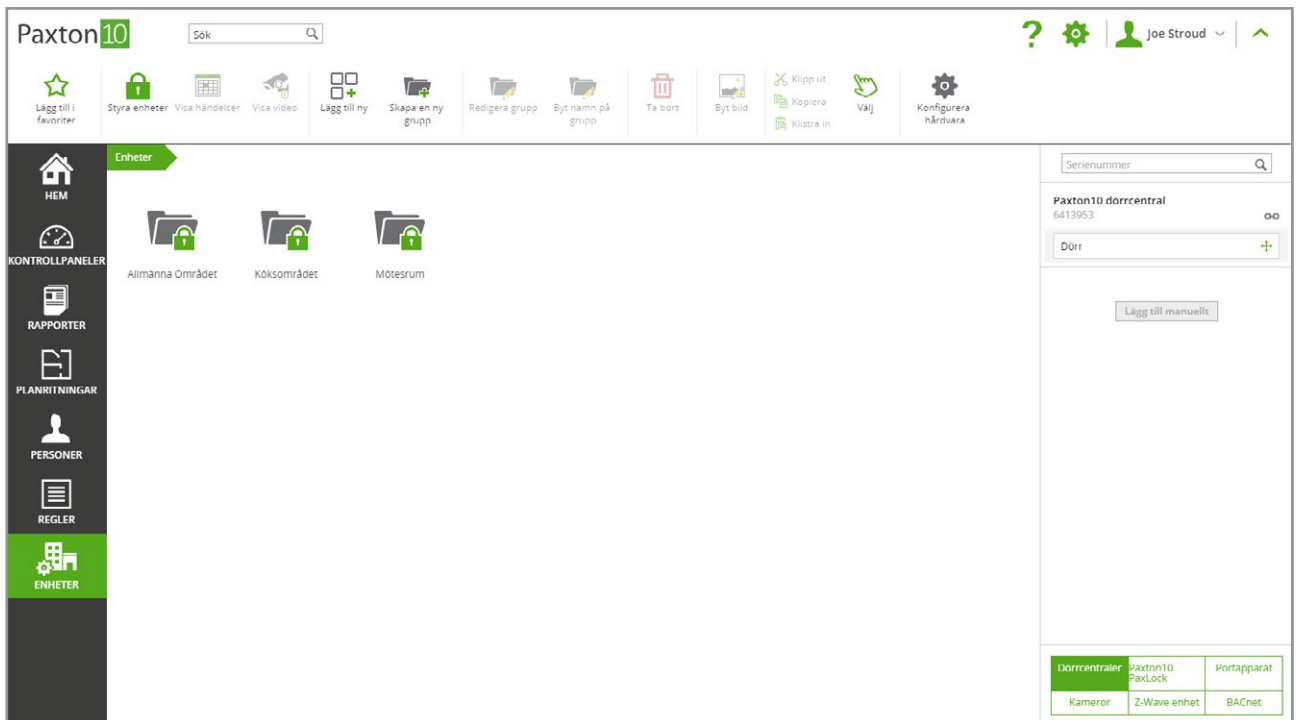 Paxton10
Sök
Joe Stroud
Lägg till i
favoriter
Styra enheter
Visa händelser
Visa video
Lägg till ny
Skapa en ny
grupp
Redigera grupp
Byt namn på
grupp
Ta bort
Byt bild
Klipp ut
Kopiera
Klistra in
Välj
Konfigurera
hårdvara
HEM
KONTROLLPANELER
RAPPORTER
PLANRITNINGAR
PERSONER
REGLER
ENHETER
Enheter
Allmänna Området
Köksområdet
Mötesrum
Serienummer
Paxton10 dörrcentral
6413953
Dörr
Lägg till manuellt
Dörrcentraler
Paxton10
PaxLock
Portapparat
Kameror
Z-Wave enhet
BACnet